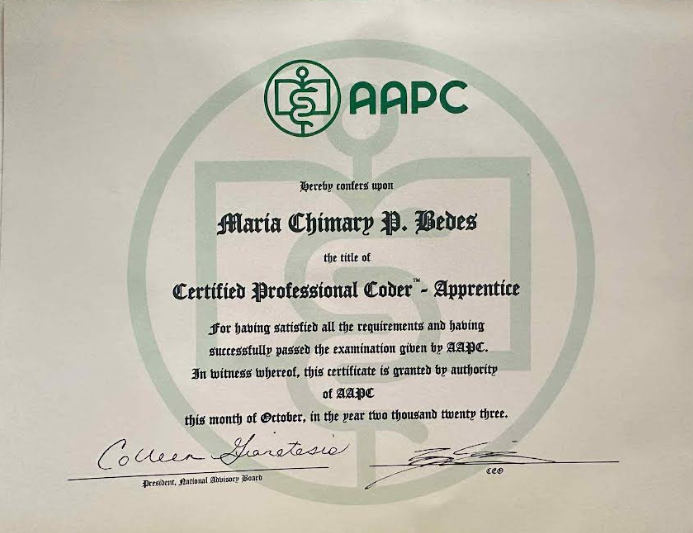 AAPC
Hereby confers upon
Maria Chimary P. Bedes
the title of
Certified Professional Coder™ - Apprentice
For having satisfied all the requirements and having
successfully passed the examination given by AAPC.
In witness whereof, this certificate is granted by authority
of AAPC
this month of October, in the year two thousand twenty three.
Colleen
President, National Advisory Board
CEO